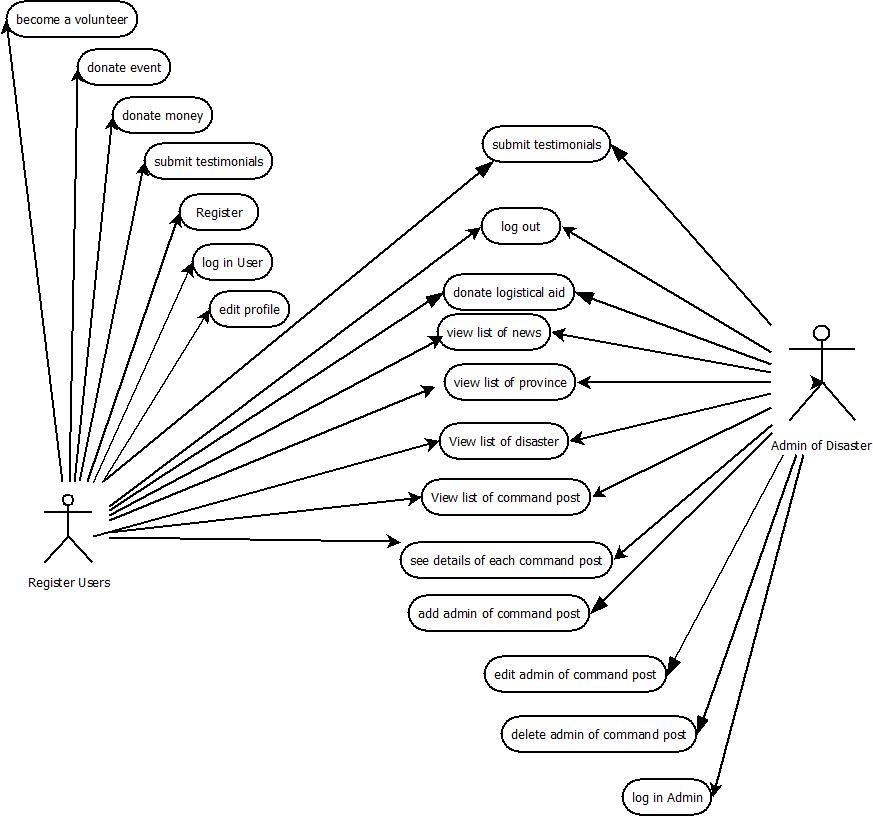 become a volunteer
donate event
donate money
submit testimonials
submit testimonials
Register
log out
log in User
donate logistical aid
edit profile
view list of news
view list of province
View list of disaster
Admin of Disaster
View list of command post
see details of each command post
Register Users
add admin of command post
edit admin of command post
delete admin of command post
log in Admin